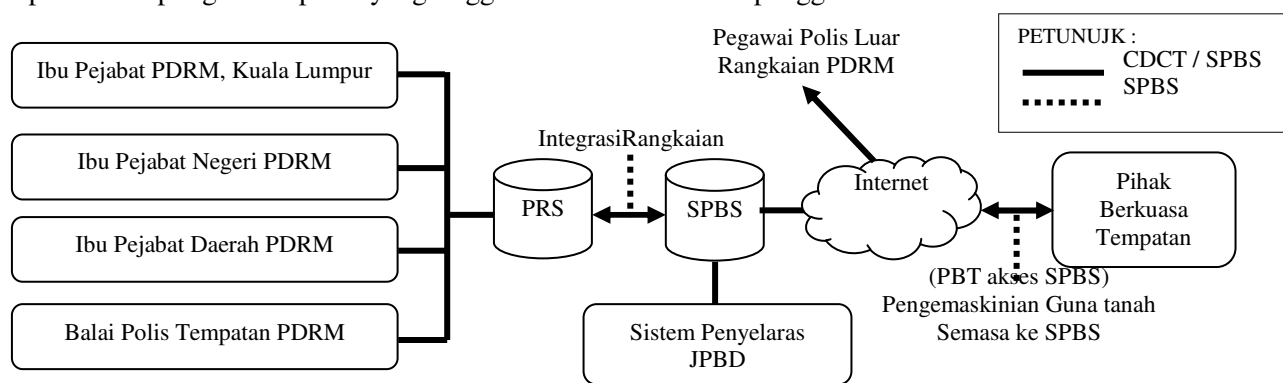 Pegawai Polis Luar
Rangkaian PDRM
PETUNUJK :
CDCT / SPBS
SPBS
Ibu Pejabat PDRM, Kuala Lumpur
Ibu Pejabat Negeri PDRM
Ibu Pejabat Daerah PDRM
Balai Polis Tempatan PDRM
IntegrasiRangkaian
PRS
SPBS
Internet
Pihak
Berkuasa
Tempatan
(PBT akses SPBS)
Pengemaskinian Guna tanah
Semasa ke SPBS
Sistem Penyelaras
JPBD